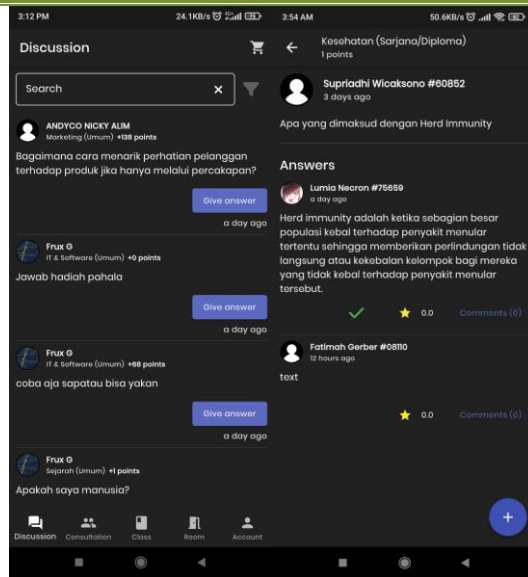 3:12 PM
24.1KB/s
Discussion
Search
ANDYCO NICKY ALIM
Marketing (Umum) +138 points
Bagaimana cara menarik perhatian pelanggan
terhadap produk jika hanya melalui percakapan?
Give answer
a day ago
Frux G
IT & Software (Umum) +0 points
Jawab hadiah pahala
Give answer
a day ago
Frux G
IT & Software (Umum) +68 points
coba aja sapatau bisa yakan
Give answer
a day ago
Frux G
Sejarah (Umum) +1 points
Apakah saya manusia?
Discussion
Consultation
Class
Room
Account
3:54 AM
50.6KB/s
Kesehatan (Sarjana/Diploma)
1 points
Supriadhi Wicaksono #60852
3 days ago
Apa yang dimaksud dengan Herd Immunity
Answers
Lumia Necron #75659
a day ago
Herd immunity adalah ketika sebagian besar
populasi kebal terhadap penyakit menular
tertentu sehingga memberikan perlindungan tidak
langsung atau kekebalan kelompok bagi mereka
yang tidak kebal terhadap penyakit menular
tersebut.
0.0
Comments (0)
Fatimah Gerber #08110
12 hours ago
text
0.0
Comments (0)
+